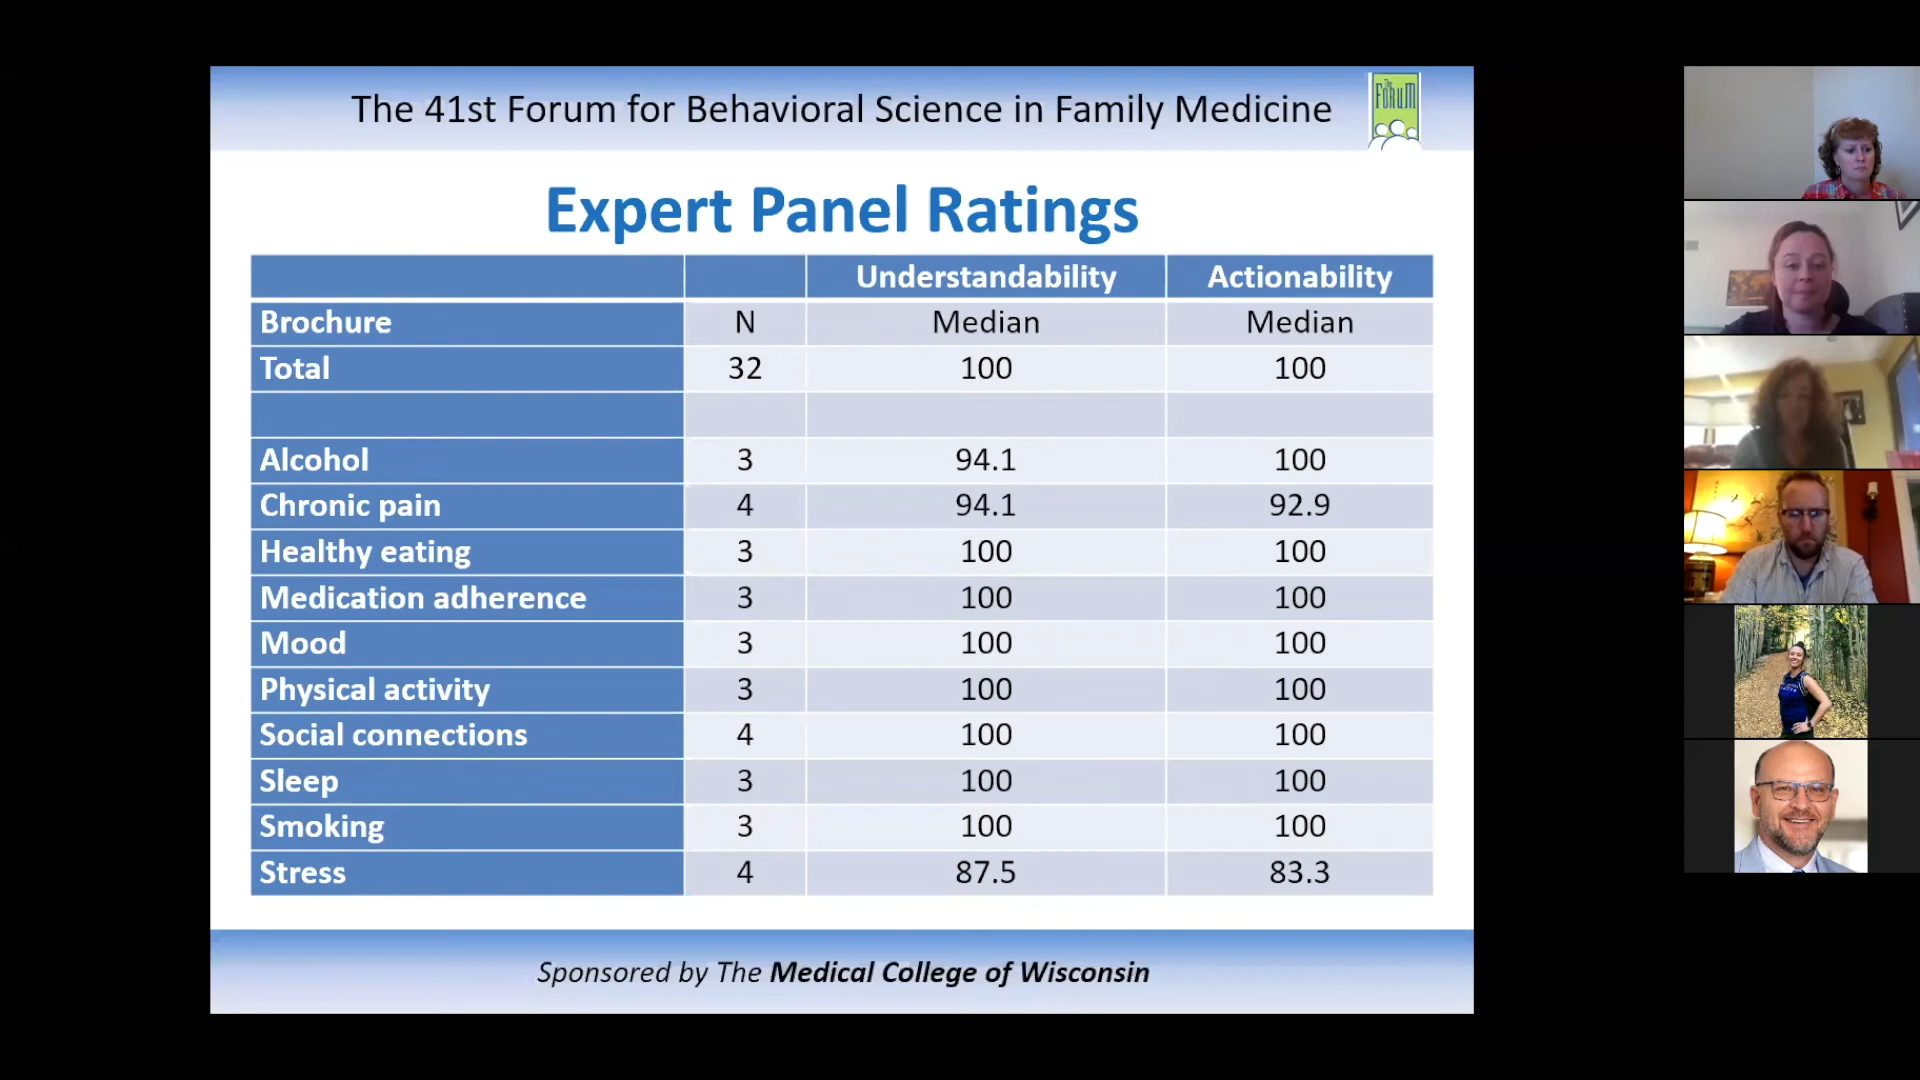 The 41st Forum for Behavioral Science in Family Medicine
The
FORUM
Expert Panel Ratings
Understandability Actionability
Brochure N Median Median
Total 32 100 100
Alcohol 3 94.1 100
Chronic pain 4 94.1 92.9
Healthy eating 3 100 100
Medication adherence 3 100 100
Mood 3 100 100
Physical activity 3 100 100
Social connections 4 100 100
Sleep 3 100 100
Smoking 3 100 100
Stress 4 87.5 83.3
Sponsored by The Medical College of Wisconsin